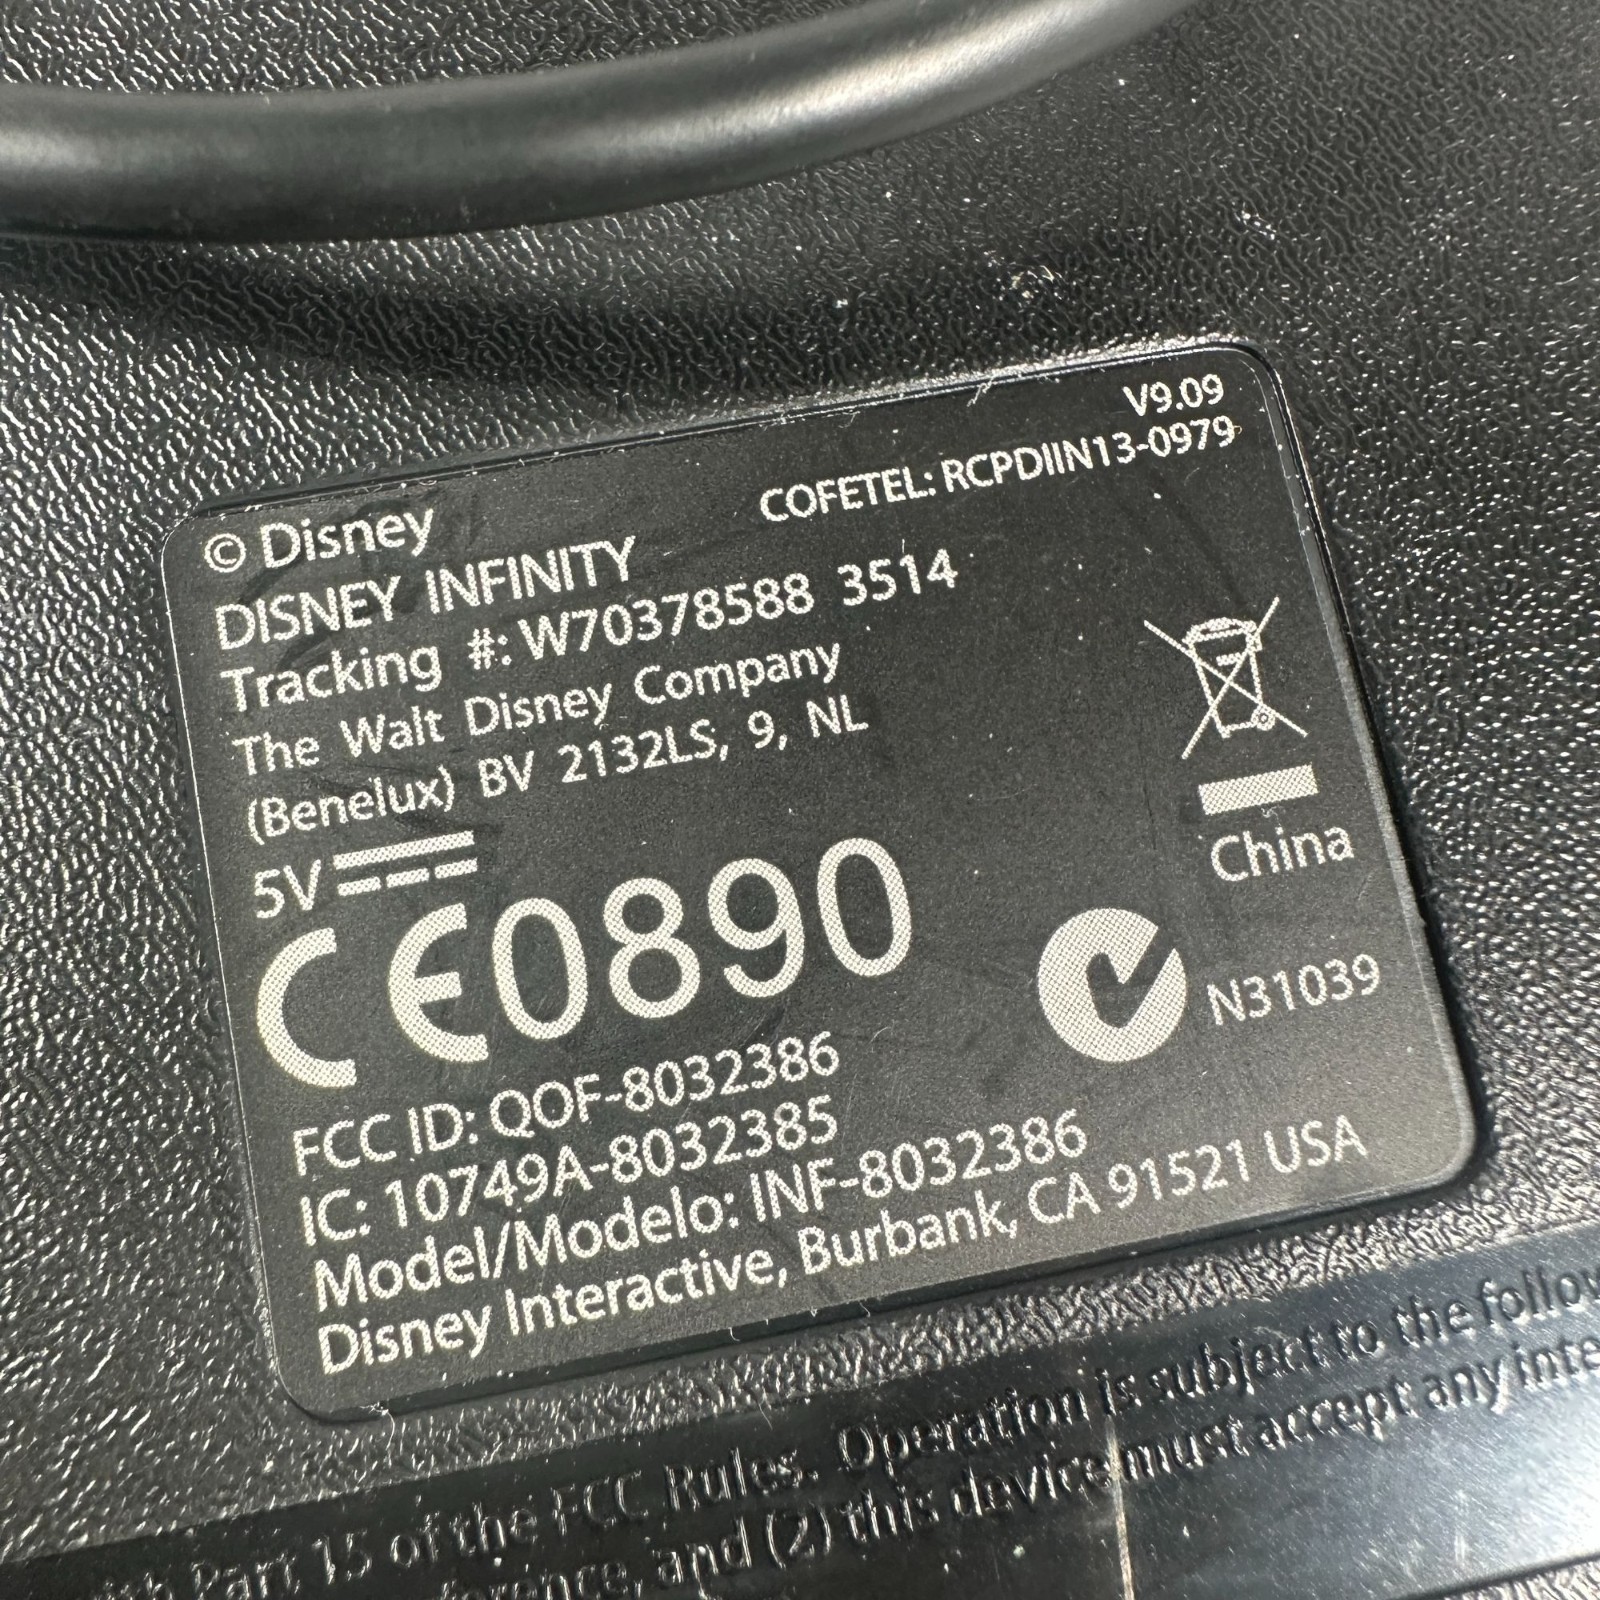 V9.09
COFETEL: RCPDIIN13-0979
© Disney
DISNEY INFINITY
Tracking #: W70378588 3514
The Walt Disney Company
(Benelux) BV 2132LS, 9, NL
5V
CE0890
China
N31039
FCC ID: QOF-8032386
IC: 10749A-8032385
Model/Modelo: INF-8032386
Disney Interactive, Burbank, CA 91521 USA
Part 15 of the FCC Rules. Operation is subject to the
and (2) this device must accept any